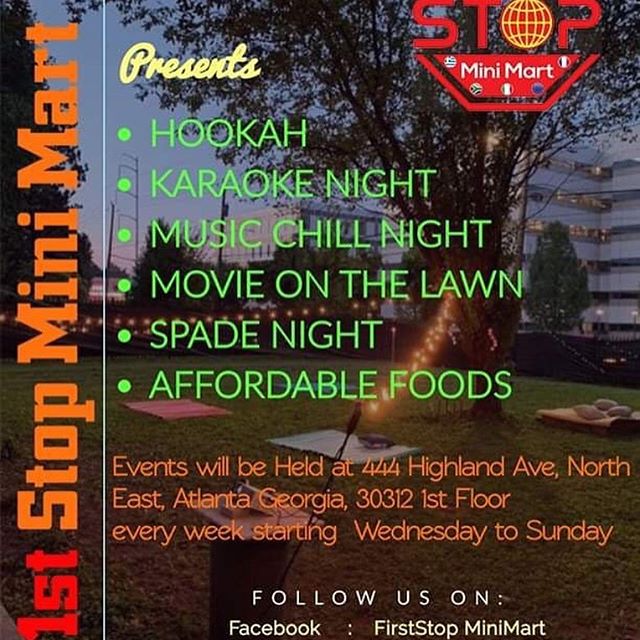 1st Stop Mini Mart
STOP
Mini Mart
Presents
• HOOKAH
• KARAOKE NIGHT
• MUSIC CHILL NIGHT
• MOVIE ON THE LAWN
• SPADE NIGHT
• AFFORDABLE FOODS
Events will be Held at 444 Highland Ave, North
East, Atlanta Georgia, 30312 1st Floor
every week starting Wednesday to Sunday
FOLLOW US ON:
Facebook : FirstStop MiniMart